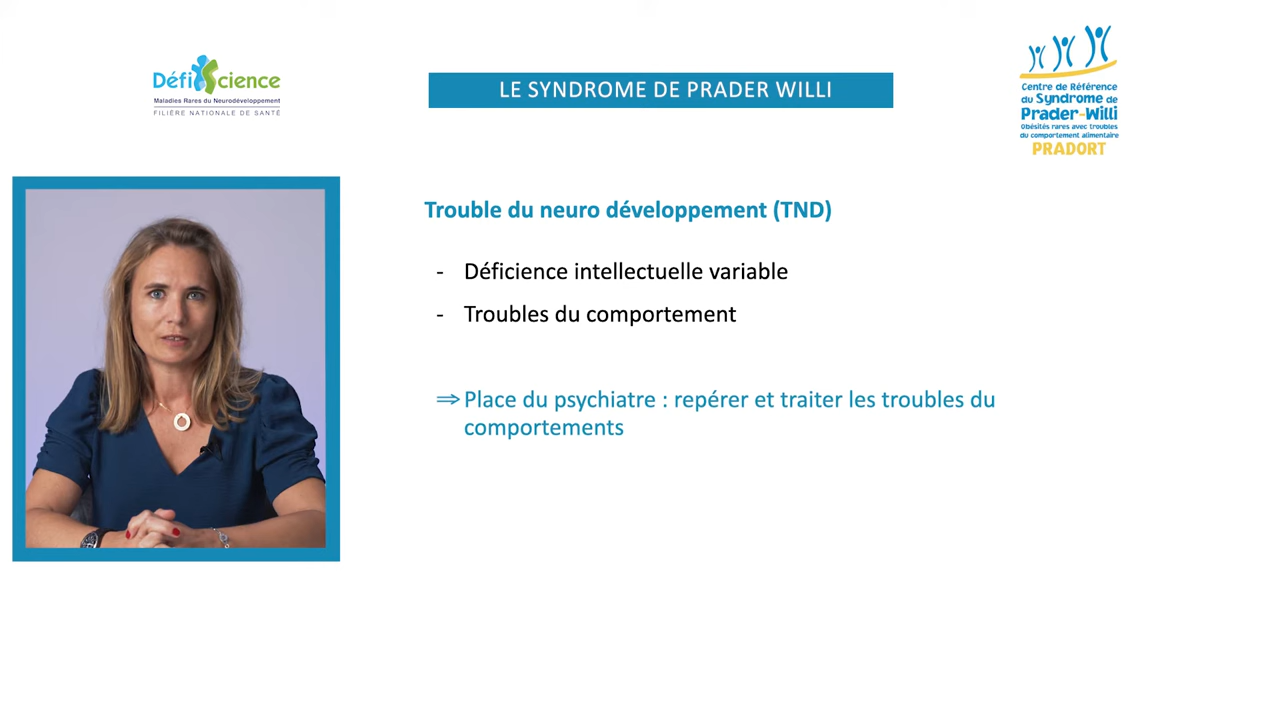 DéfiScience
Maladies Rares du Neurodéveloppement
FILIÈRE NATIONALE DE SANTÉ
LE SYNDROME DE PRADER WILLI
Centre de Référence
du Syndrome de
Prader-Willi
Obésités rares avec troubles
du comportement alimentaire
PRADORT
Trouble du neuro développement (TND)
- Déficience intellectuelle variable
- Troubles du comportement
⇒ Place du psychiatre : repérer et traiter les troubles du
comportements